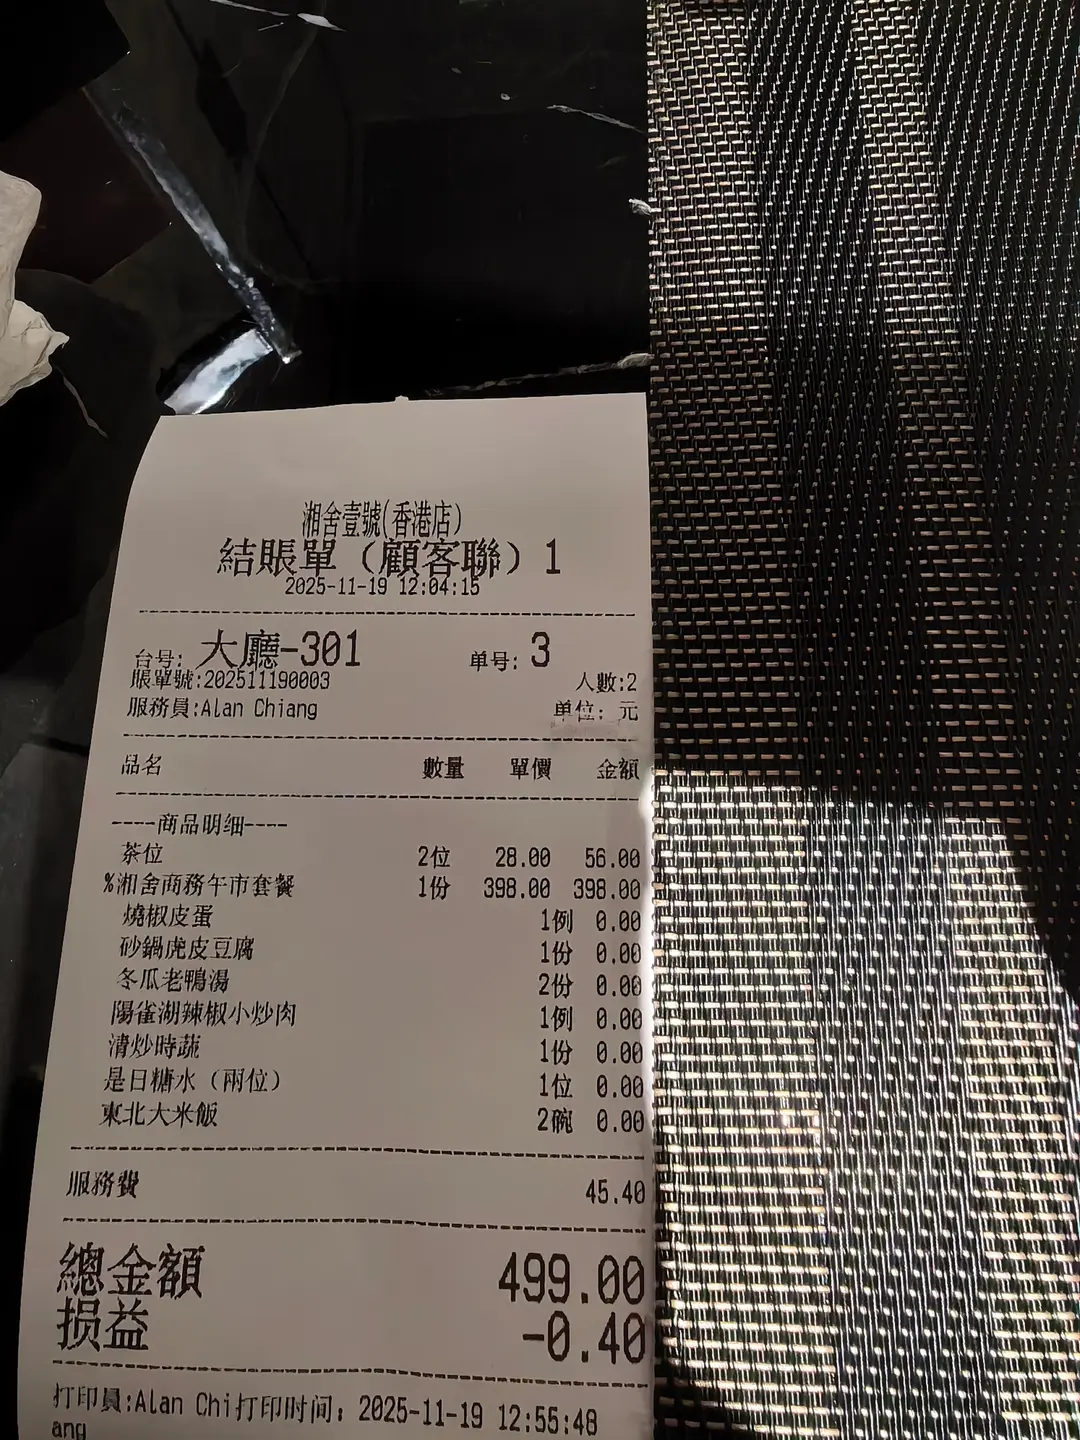 湘舍壹號(香港店)
結賬單（顧客聯）1
2025-11-19 12:04:15
台号: 大廳-301 单号: 3
賬單號:202511190003 人數:2
服務員:Alan Chiang 单位: 元
品名 數量 單價 金額
----商品明细----
茶位 2位 28.00 56.00
%湘舍商務午市套餐 1份 398.00 398.00
燒椒皮蛋 1例 0.00
砂鍋虎皮豆腐 1份 0.00
冬瓜老鴨湯 2份 0.00
陽雀湖辣椒小炒肉 1例 0.00
清炒時蔬 1份 0.00
是日糖水（兩位） 1位 0.00
東北大米飯 2碗 0.00
服務費 45.40
總金額 499.00
损益 -0.40
打印員:Alan Chi打印时间：2025-11-19 12:55:48
ang